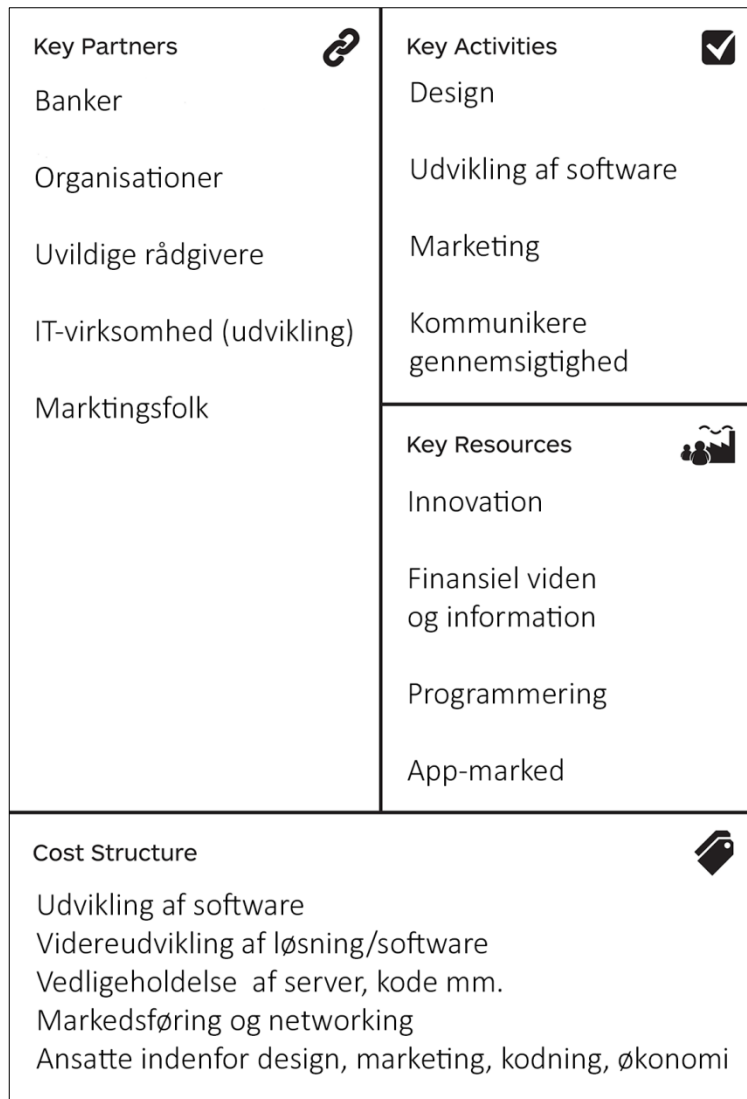 Key Partners
Banker
Organisationer
Uvildige rådgivere
IT-virksomhed (udvikling)
Marktingsfolk
Key Activities
Design
Udvikling af software
Marketing
Kommunikere
gennemsigtighed
Key Resources
Innovation
Finansiel viden
og information
Programmering
App-marked
Cost Structure
Udvikling af software
Videreudvikling af løsning/software
Vedligeholdelse af server, kode mm.
Markedsføring og networking
Ansatte indenfor design, marketing, kodning, økonomi